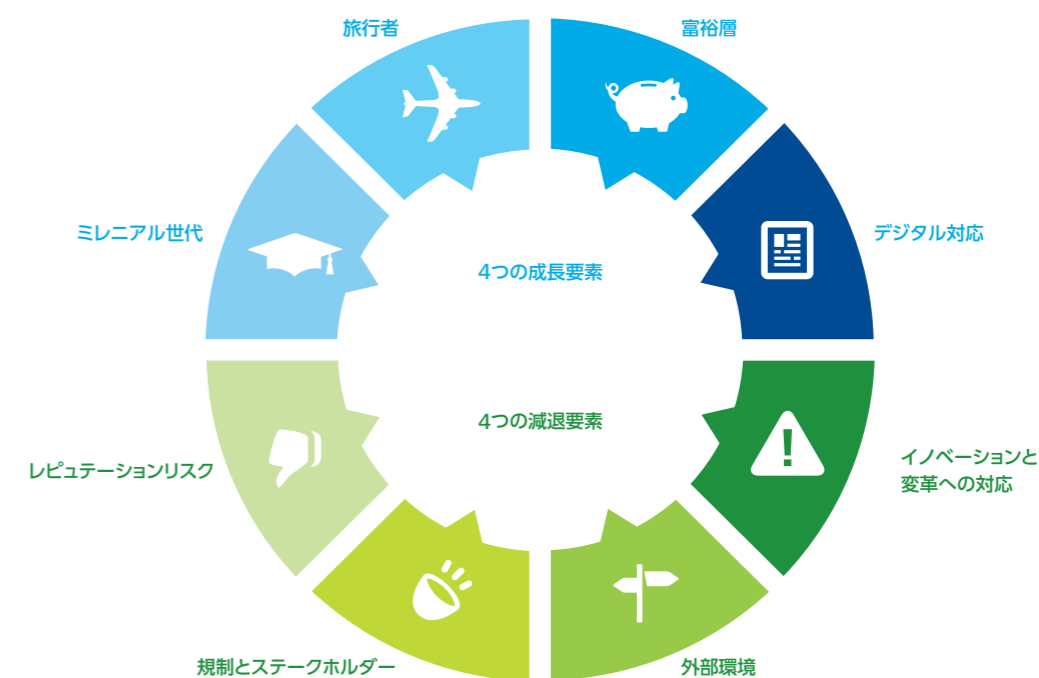 旅行者
富裕層
ミレニアル世代
デジタル対応
4つの成長要素
4つの減退要素
レピュテーションリスク
イノベーションと
変革への対応
規制とステークホルダー
外部環境